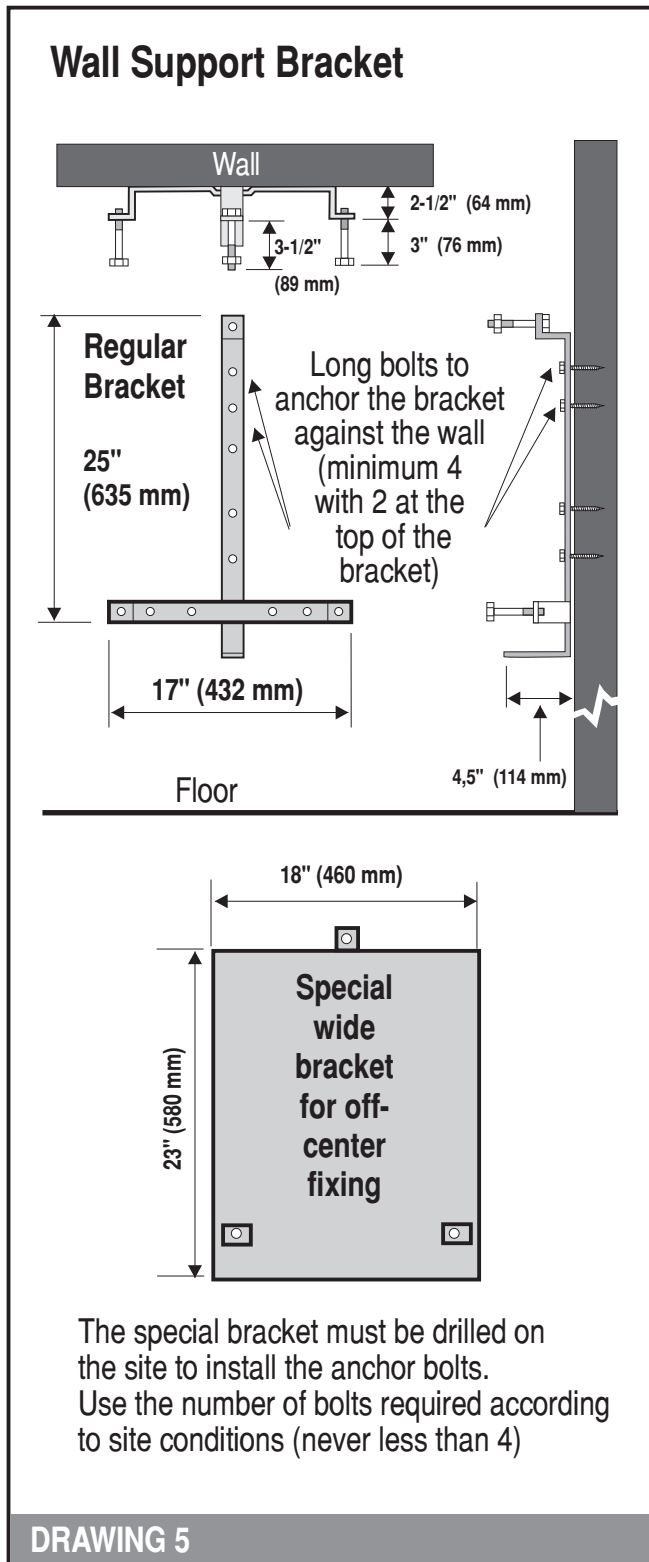 Wall Support Bracket
Wall
2-1/2" (64 mm)
3-1/2"
3" (76 mm)
(89 mm)
Regular
Bracket
25"
(635 mm)
Long bolts to
anchor the bracket
against the wall
(minimum 4
with 2 at the
top of the
bracket)
17" (432 mm)
4,5" (114 mm)
Floor
18" (460 mm)
23" (580 mm)
Special
wide
bracket
for off-
center
fixing
The special bracket must be drilled on
the site to install the anchor bolts.
Use the number of bolts required according
to site conditions (never less than 4)
DRAWING 5